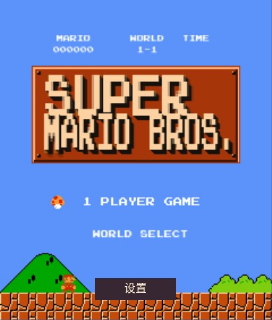 MARIO WORLD TIME
000000 1-1
SUPER
MARIO BROS.
1 PLAYER GAME
WORLD SELECT
设置